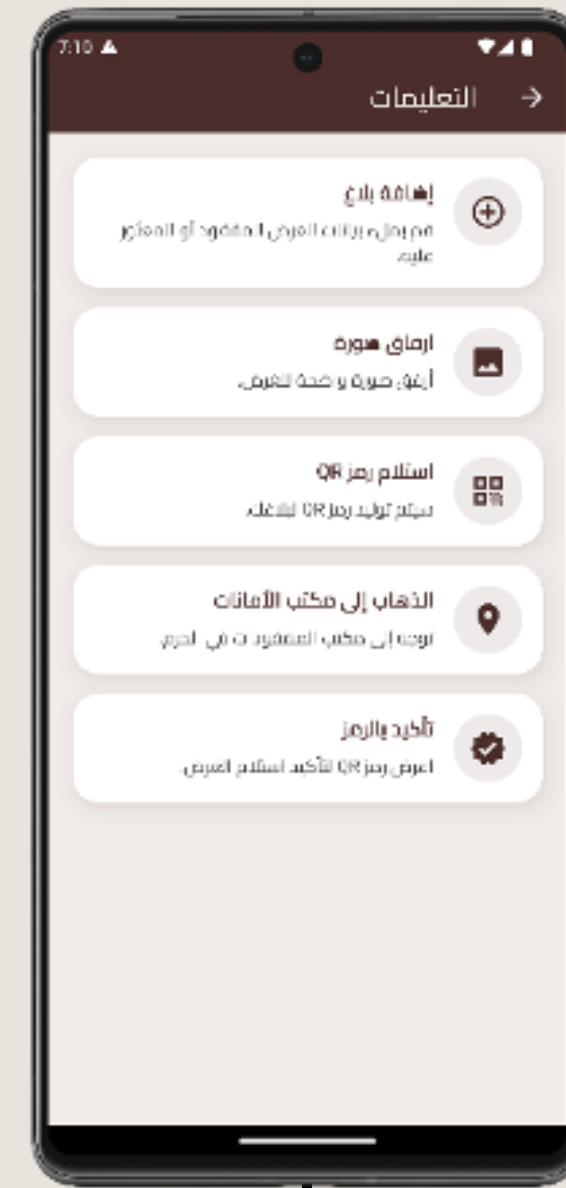 7:10
التعليمات
إضافة بلاغ
قم بملء بيانات الغرض المفقود أو المعثور
عليه.
ارفاق صورة
أرفق صورة واضحة للغرض.
استلام رمز QR
سيتم توليد رمز QR لبلاغك.
الذهاب إلى مكتب الأمانات
توجه إلى مكتب المفقودات في الحرم.
تأكيد بالرمز
اعرض رمز QR لتأكيد استلام الغرض.